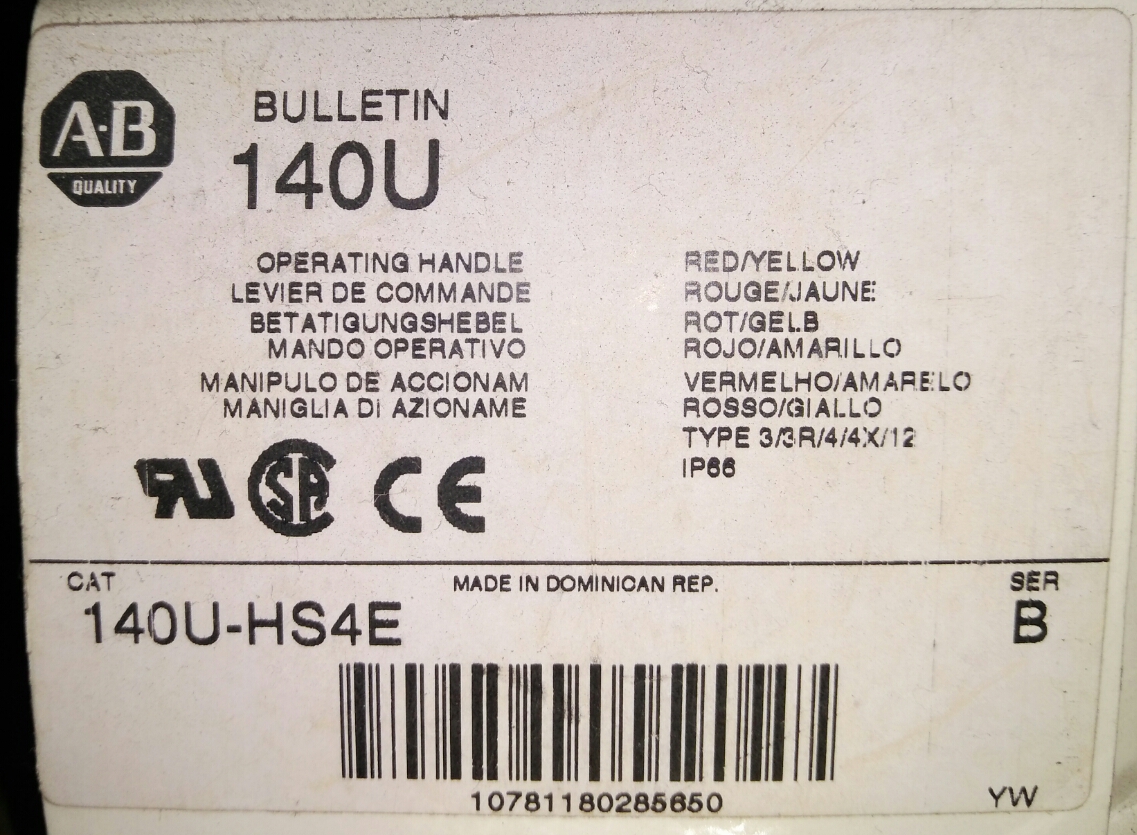 A-B
QUALITY
BULLETIN
140U
OPERATING HANDLE
LEVIER DE COMMANDE
BETATIGUNGSHEBEL
MANDO OPERATIVO
MANIPULO DE ACCIONAM
MANIGLIA DI AZIONAME
RED/YELLOW
ROUGE/JAUNE
ROT/GELB
ROJO/AMARILLO
VERMELHO/AMARELO
ROSSO/GIALLO
TYPE 3/3R/4/4X/12
IP66
RU
SA
CE
CAT
140U-HS4E
MADE IN DOMINICAN REP.
SER
B
10781180285650
YW